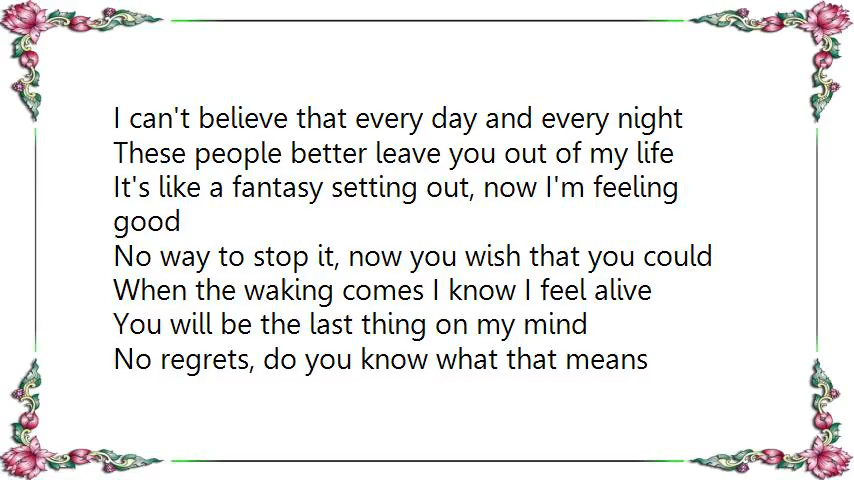 I can't believe that every day and every night
These people better leave you out of my life
It's like a fantasy setting out, now I'm feeling
good
No way to stop it, now you wish that you could
When the waking comes I know I feel alive
You will be the last thing on my mind
No regrets, do you know what that means